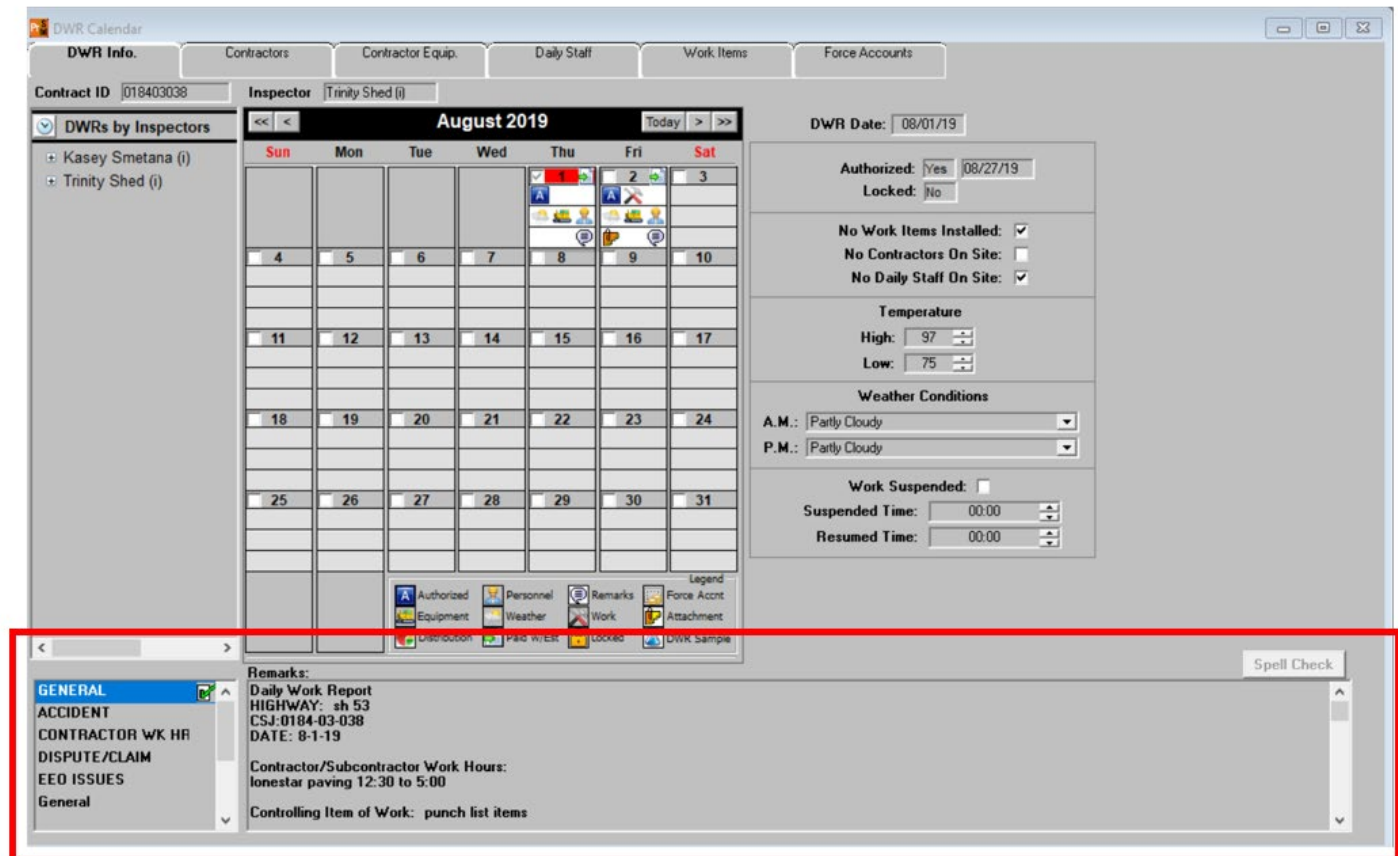 DWR Calendar
DWR Info. Contractors Contractor Equip. Daily Staff Work Items Force Accounts
Contract ID 018403038 Inspector Trinity Shed (i)
DWRs by Inspectors
Kasey Smetana (i)
Trinity Shed (i)
<< < August 2019 Today > >>
Sun Mon Tue Wed Thu Fri Sat
1 2 3
4 5 6 7 8 9 10
11 12 13 14 15 16 17
18 19 20 21 22 23 24
25 26 27 28 29 30 31
Legend
Authorized Personnel Remarks Force Accnt
Equipment Weather Work Attachment
Distribution Paid w/Est Locked DWR Sample
DWR Date: 08/01/19
Authorized: Yes 08/27/19
Locked: No
No Work Items Installed:
No Contractors On Site:
No Daily Staff On Site:
Temperature
High: 97
Low: 75
Weather Conditions
A.M.: Partly Cloudy
P.M.: Partly Cloudy
Work Suspended:
Suspended Time: 00:00
Resumed Time: 00:00
Spell Check
GENERAL
ACCIDENT
CONTRACTOR WK HR
DISPUTE/CLAIM
EEO ISSUES
General
Remarks:
Daily Work Report
HIGHWAY: sh 53
CSJ:0184-03-038
DATE: 8-1-19
Contractor/Subcontractor Work Hours:
lonestar paving 12:30 to 5:00
Controlling Item of Work: punch list items